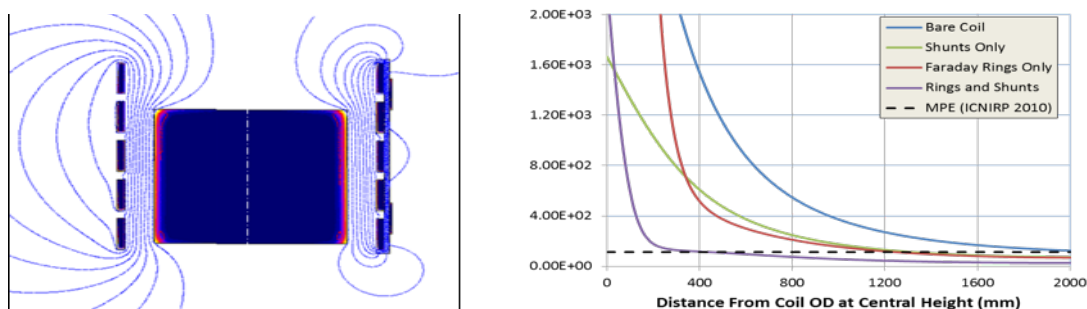 2.00E+03
1.60E+03
1.20E+03
8.00E+02
4.00E+02
0.00E+00
Bare Coil
Shunts Only
Faraday Rings Only
Rings and Shunts
MPE (ICNIRP 2010)
0 400 800 1200 1600 2000
Distance From Coil OD at Central Height (mm)